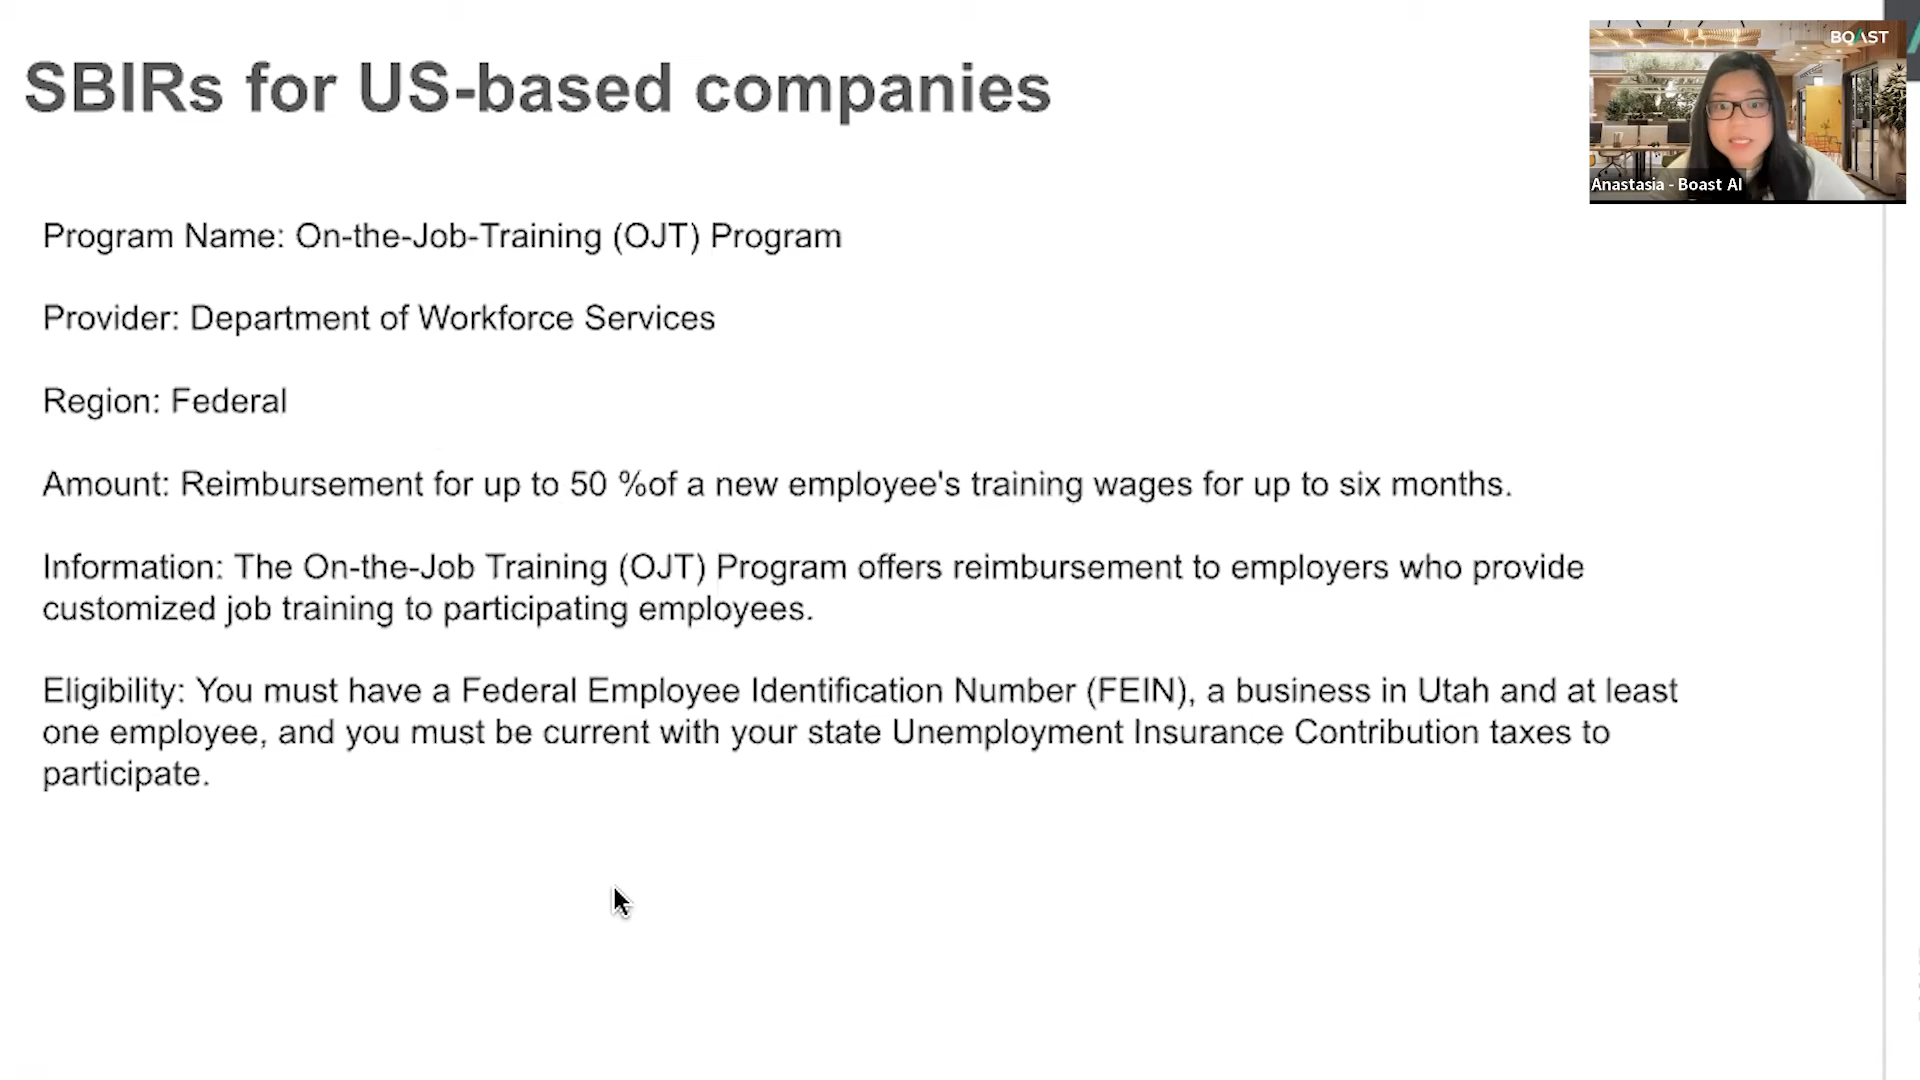 SBIRs for US-based companies
BOAST
Anastasia - Boast AI
Program Name: On-the-Job-Training (OJT) Program
Provider: Department of Workforce Services
Region: Federal
Amount: Reimbursement for up to 50 %of a new employee's training wages for up to six months.
Information: The On-the-Job Training (OJT) Program offers reimbursement to employers who provide
customized job training to participating employees.
Eligibility: You must have a Federal Employee Identification Number (FEIN), a business in Utah and at least
one employee, and you must be current with your state Unemployment Insurance Contribution taxes to
participate.